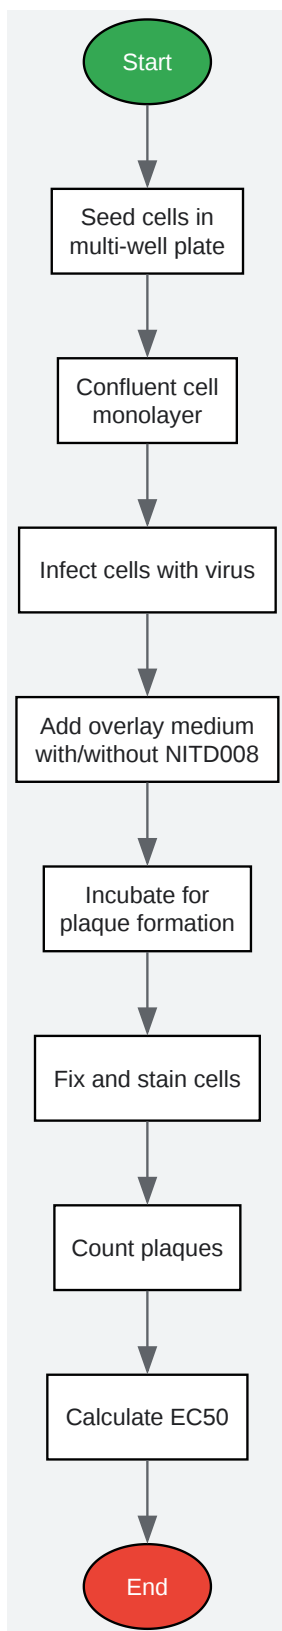 Start
Seed cells in
multi-well plate
Confluent cell
monolayer
Infect cells with virus
Add overlay medium
with/without NITD008
Incubate for
plaque formation
Fix and stain cells
Count plaques
Calculate EC50
End